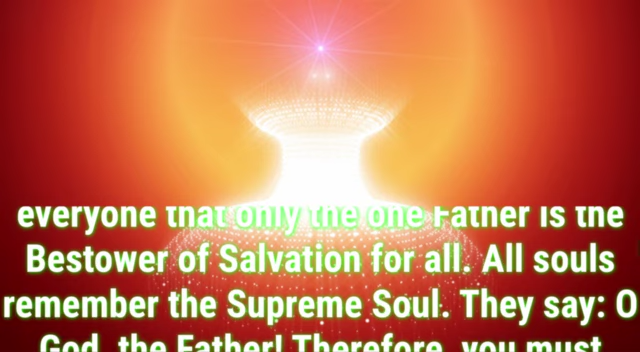 everyone that only the one Father is the
Bestower of Salvation for all. All souls
remember the Supreme Soul. They say: O
God, the Father! Therefore, you must